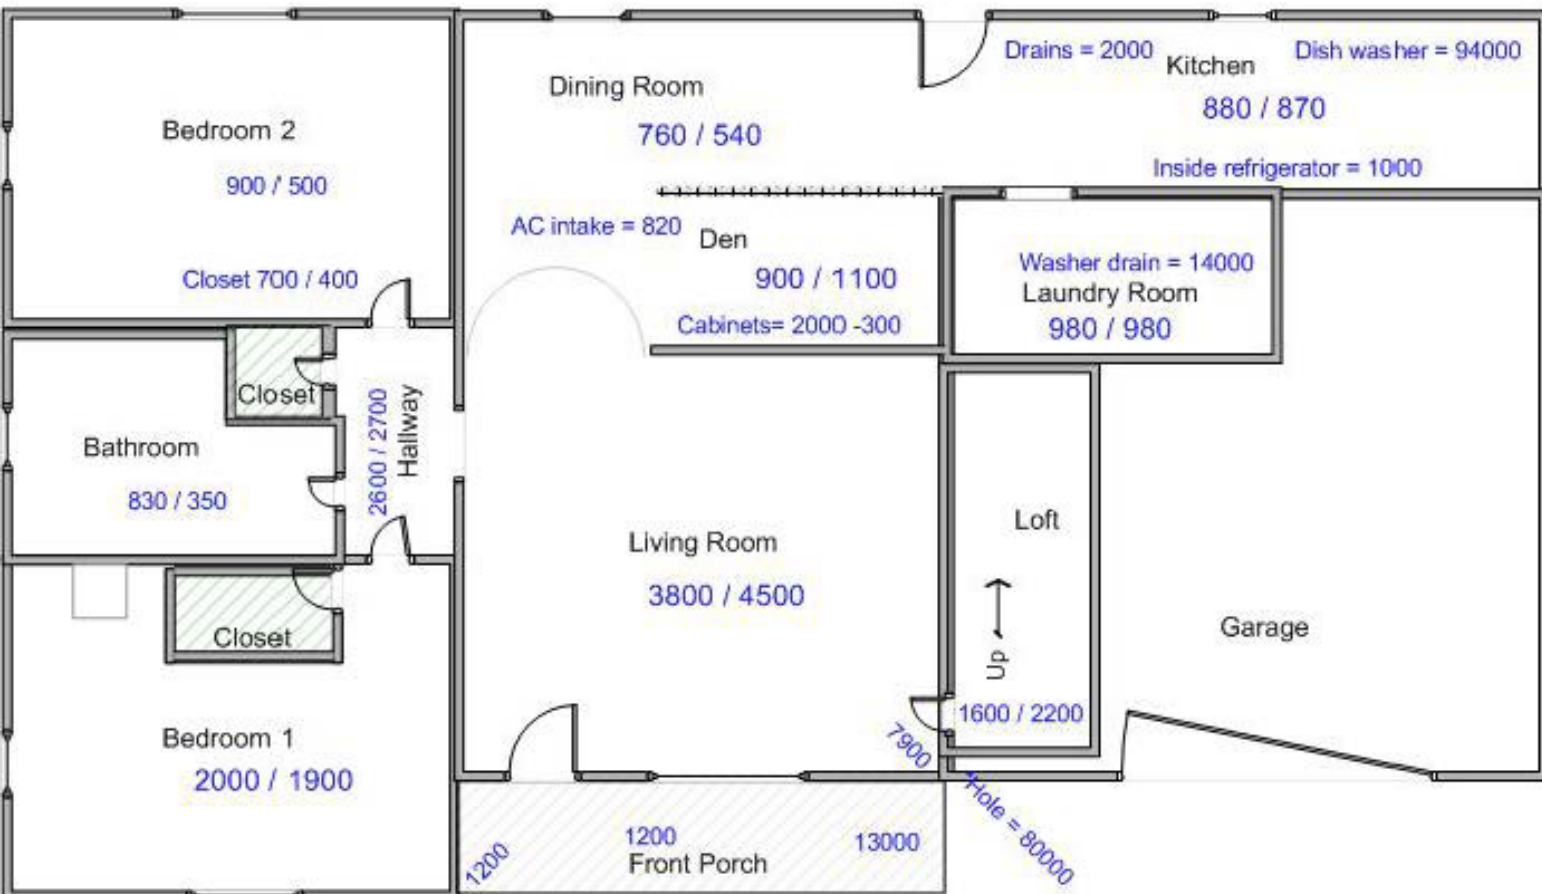 Drains = 2000
Kitchen
Dish washer = 94000
880 / 870
Dining Room
760 / 540
Bedroom 2
900 / 500
Inside refrigerator = 1000
AC intake = 820
Den
900 / 1100
Cabinets= 2000 -300
Washer drain = 14000
Laundry Room
980 / 980
Closet 700 / 400
Closet
Bathroom
830 / 350
2600 / 2700
Hallway
Living Room
3800 / 4500
Loft
Up
1600 / 2200
Garage
Closet
Bedroom 1
2000 / 1900
7900
*Hole = 80000
1200
1200
13000
Front Porch